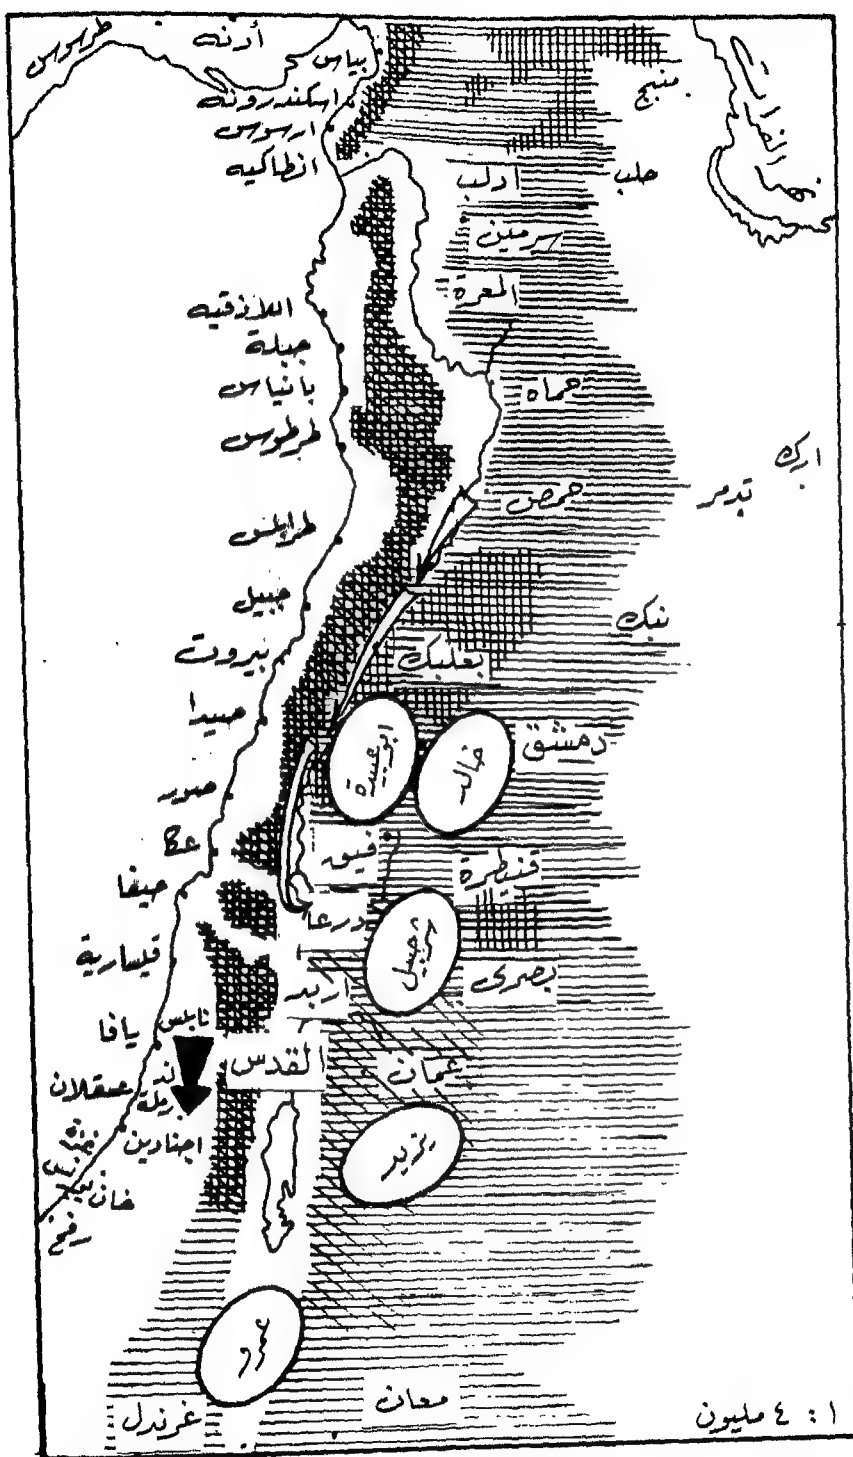 طرسوس
أدنه
بياس
اسكندرونه
ارسوس
انطاكيه
منبج
نهر الفرات
حلب
ادلب
سرمين
المعرة
اللاذقيه
جبلة
بانياس
طرطوس
حماه
حمص
ارك
تدمر
طرابلس
جبيل
بيروت
صيدا
صور
عكا
حيفا
قيسارية
نبك
بعلبك
دمشق
ابو عبيدة
خالد
فيق
قنيطرة
درعا
شرحبيل
بصرى
اربد
نابلس
يافا
القدس
عمان
اللد
رملة
عسقلان
اجنادين
يزيد
غزة
خان يونس
رفح
عمرو
غرندل
معان
١ : ٤ مليون